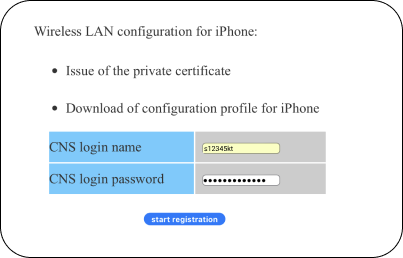 Wireless LAN configuration for iPhone:
• Issue of the private certificate
• Download of configuration profile for iPhone
CNS login name s12345kt
CNS login password •••••••••••••
start registration